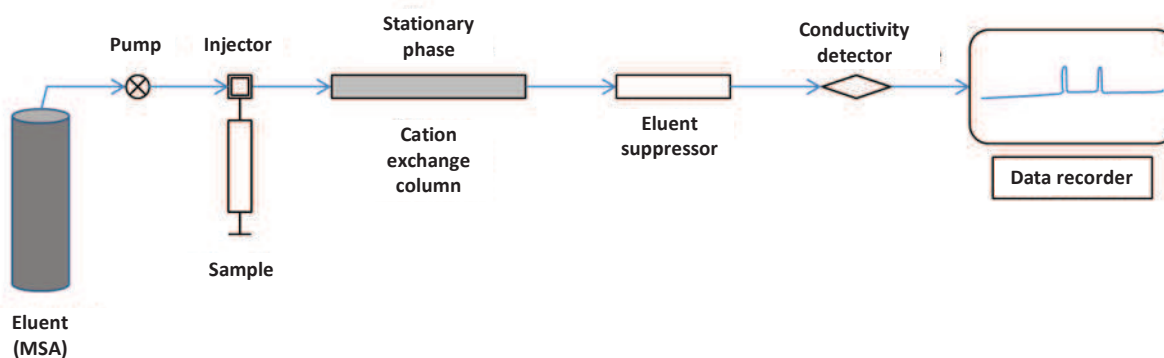 Pump
Injector
Stationary
phase
Conductivity
detector
Cation
exchange
column
Eluent
suppressor
Data recorder
Sample
Eluent
(MSA)